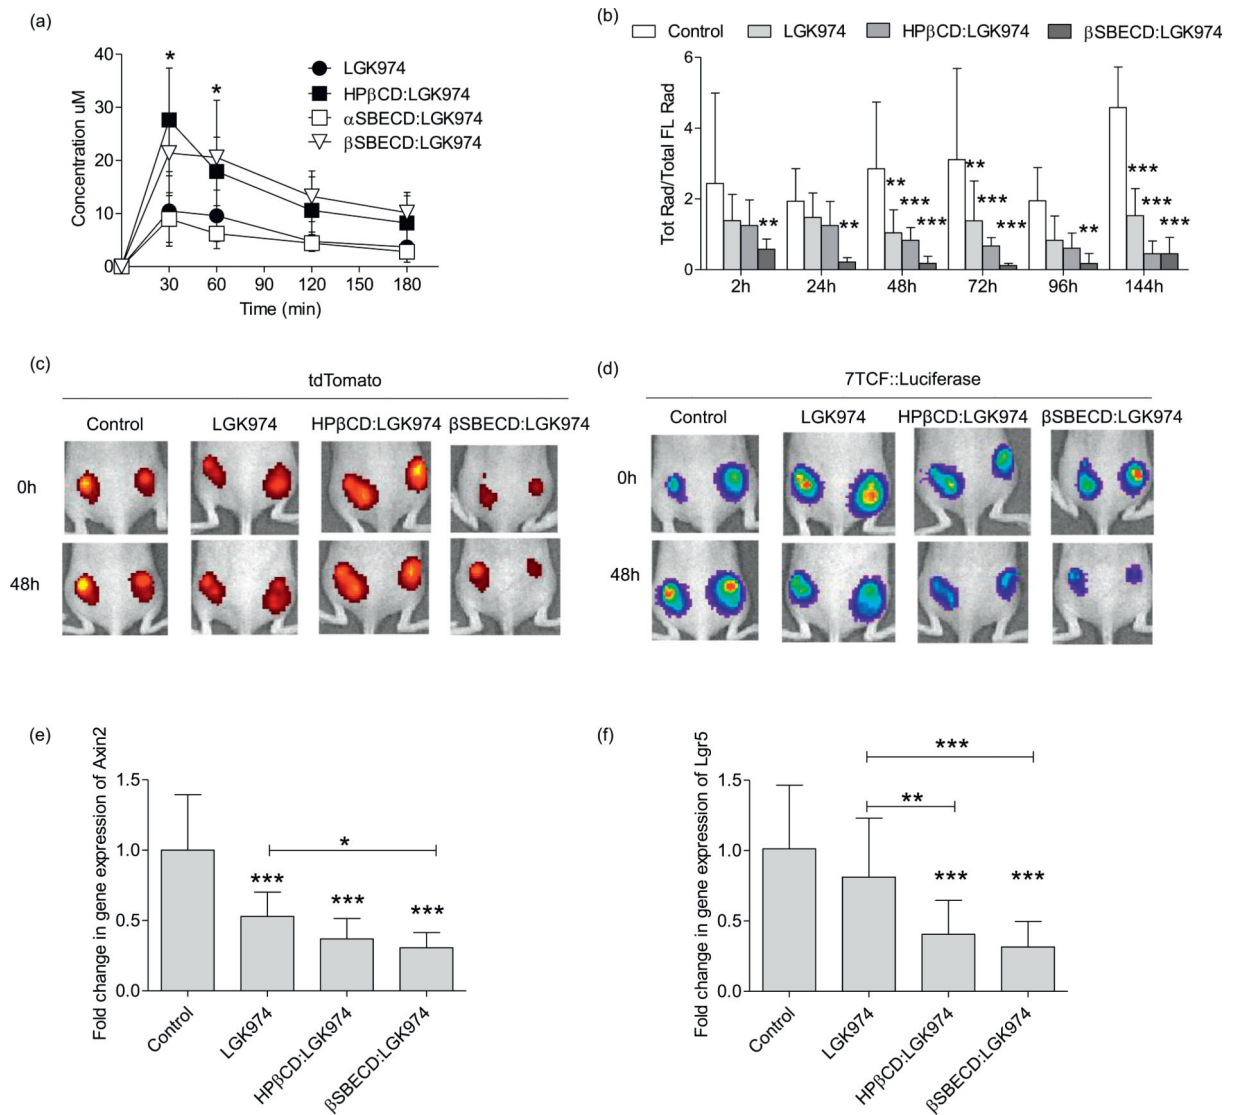 (a)
40
30
20
10
0
Concentration uM
*
*
LGK974
HPβCD:LGK974
αSBECD:LGK974
βSBECD:LGK974
30 60 90 120 150 180
Time (min)
(b)
Control LGK974 HPβCD:LGK974 βSBECD:LGK974
6
4
2
0
Tot Rad/Total FL Rad
**
**
**
***
***
**
***
***
**
***
***
***
2h 24h 48h 72h 96h 144h
(c)
tdTomato
Control LGK974 HPβCD:LGK974 βSBECD:LGK974
0h
48h
(d)
7TCF::Luciferase
Control LGK974 HPβCD:LGK974 βSBECD:LGK974
0h
48h
(e)
Fold change in gene expression of Axin2
1.5
1.0
0.5
0.0
*
***
***
***
Control
LGK974
HPβCD:LGK974
βSBECD:LGK974
(f)
Fold change in gene expression of Lgr5
1.5
1.0
0.5
0.0
***
**
***
***
Control
LGK974
HPβCD:LGK974
βSBECD:LGK974